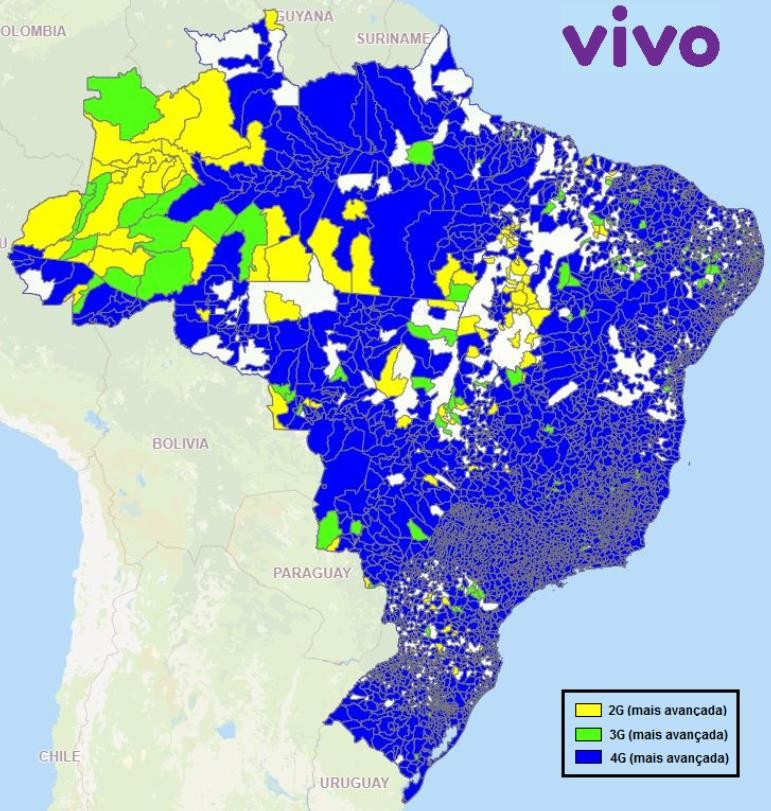 GUYANA
OLOMBIA
SURINAME
vivo
U
BOLIVIA
PARAGUAY
2G (mais avançada)
3G (mais avançada)
4G (mais avançada)
CHILE
URUGUAY